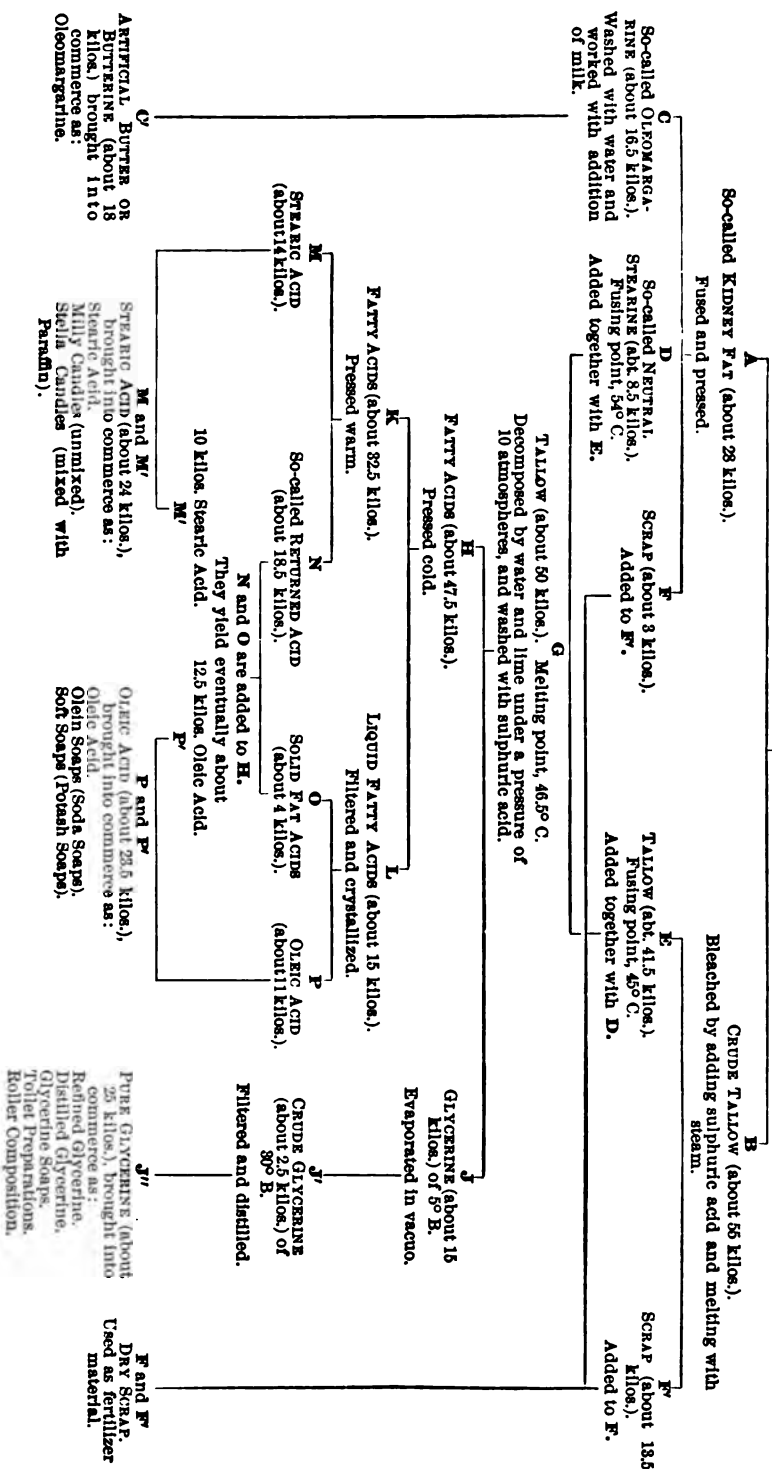 A
So-called KIDNEY FAT (about 28 kilos.).
Fused and pressed.
B
CRUDE TALLOW (about 55 kilos.).
Bleached by adding sulphuric acid and melting with
steam.
C
So-called OLEOMARGA-
RINE (about 16.5 kilos.).
Washed with water and
worked with addition
of milk.
D
So-called NEUTRAL
STEARINE (abt. 8.5 kilos.).
Fusing point, 54° C.
Added together with E.
F
SCRAP (about 3 kilos.).
Added to F'.
E
TALLOW (abt. 41.5 kilos.).
Fusing point, 45° C.
Added together with D.
F'
SCRAP (about 13.5
kilos.).
Added to F.
G
TALLOW (about 50 kilos.). Melting point, 46.5° C.
Decomposed by water and lime under a pressure of
10 atmospheres, and washed with sulphuric acid.
H
FATTY ACIDS (about 47.5 kilos.).
Pressed cold.
J
GLYCERINE (about 15
kilos.) of 5° B.
Evaporated in vacuo.
K
FATTY ACIDS (about 32.5 kilos.).
Pressed warm.
L
LIQUID FATTY ACIDS (about 15 kilos.).
Filtered and crystallized.
J'
CRUDE GLYCERINE
(about 2.5 kilos.) of
30° B.
Filtered and distilled.
M
STEARIC ACID
(about 14 kilos.).
N
So-called RETURNED ACID
(about 18.5 kilos.).
O
SOLID FAT ACIDS
(about 4 kilos.).
P
OLEIC ACID
(about 11 kilos.).
N and O are added to H.
They yield eventually about
10 kilos. Stearic Acid. 12.5 kilos. Oleic Acid.
M'
P'
C'
ARTIFICIAL BUTTER OR
BUTTERINE (about 18
kilos.) brought into
commerce as:
Oleomargarine.
M and M'
STEARIC ACID (about 24 kilos.),
brought into commerce as:
Stearic Acid.
Milly Candles (unmixed).
Stella Candles (mixed with
Paraffin).
P and P'
OLEIC ACID (about 23.5 kilos.),
brought into commerce as:
Oleic Acid.
Olein Soaps (Soda Soaps).
Soft Soaps (Potash Soaps).
J''
PURE GLYCERINE (about
25 kilos.), brought into
commerce as:
Refined Glycerine.
Distilled Glycerine.
Glycerine Soaps.
Toilet Preparations.
Roller Composition.
F and F'
DRY SCRAP.
Used as fertilizer
material.